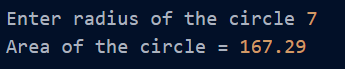 Enter radius of the circle 7
Area of the circle = 167.29